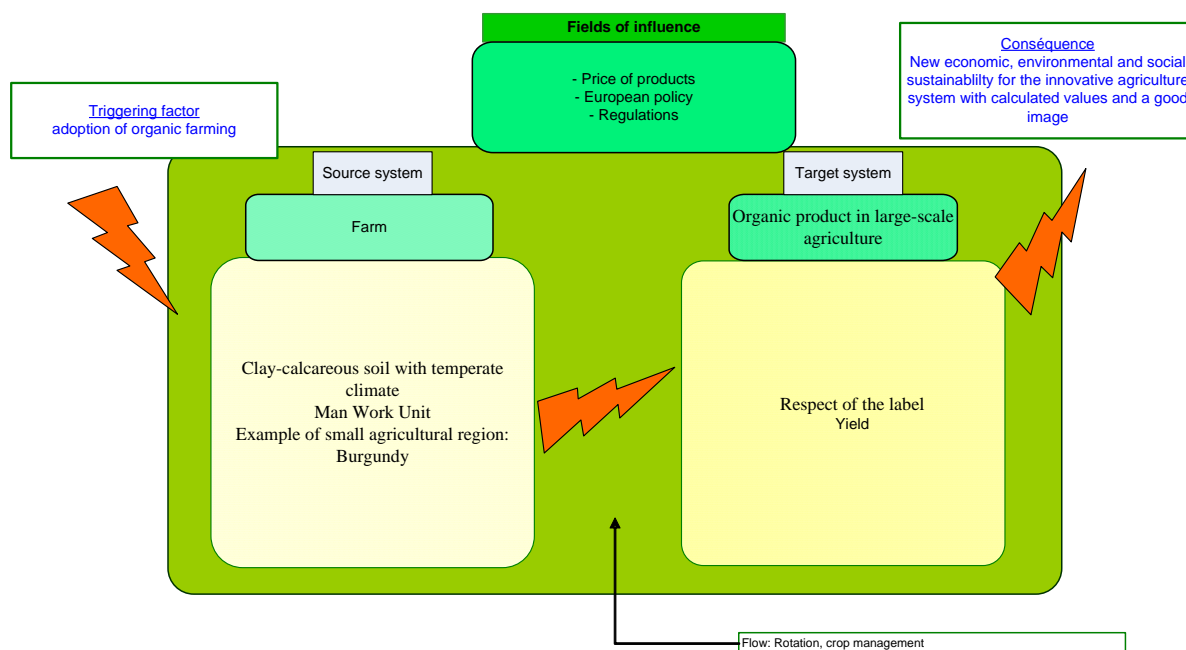 Fields of influence
- Price of products
- European policy
- Regulations
Conséquence
New economic, environmental and social
sustainablilty for the innovative agriculture
system with calculated values and a good
image
Triggering factor
adoption of organic farming
Source system
Farm
Clay-calcareous soil with temperate
climate
Man Work Unit
Example of small agricultural region:
Burgundy
Target system
Organic product in large-scale
agriculture
Respect of the label
Yield
Flow: Rotation, crop management